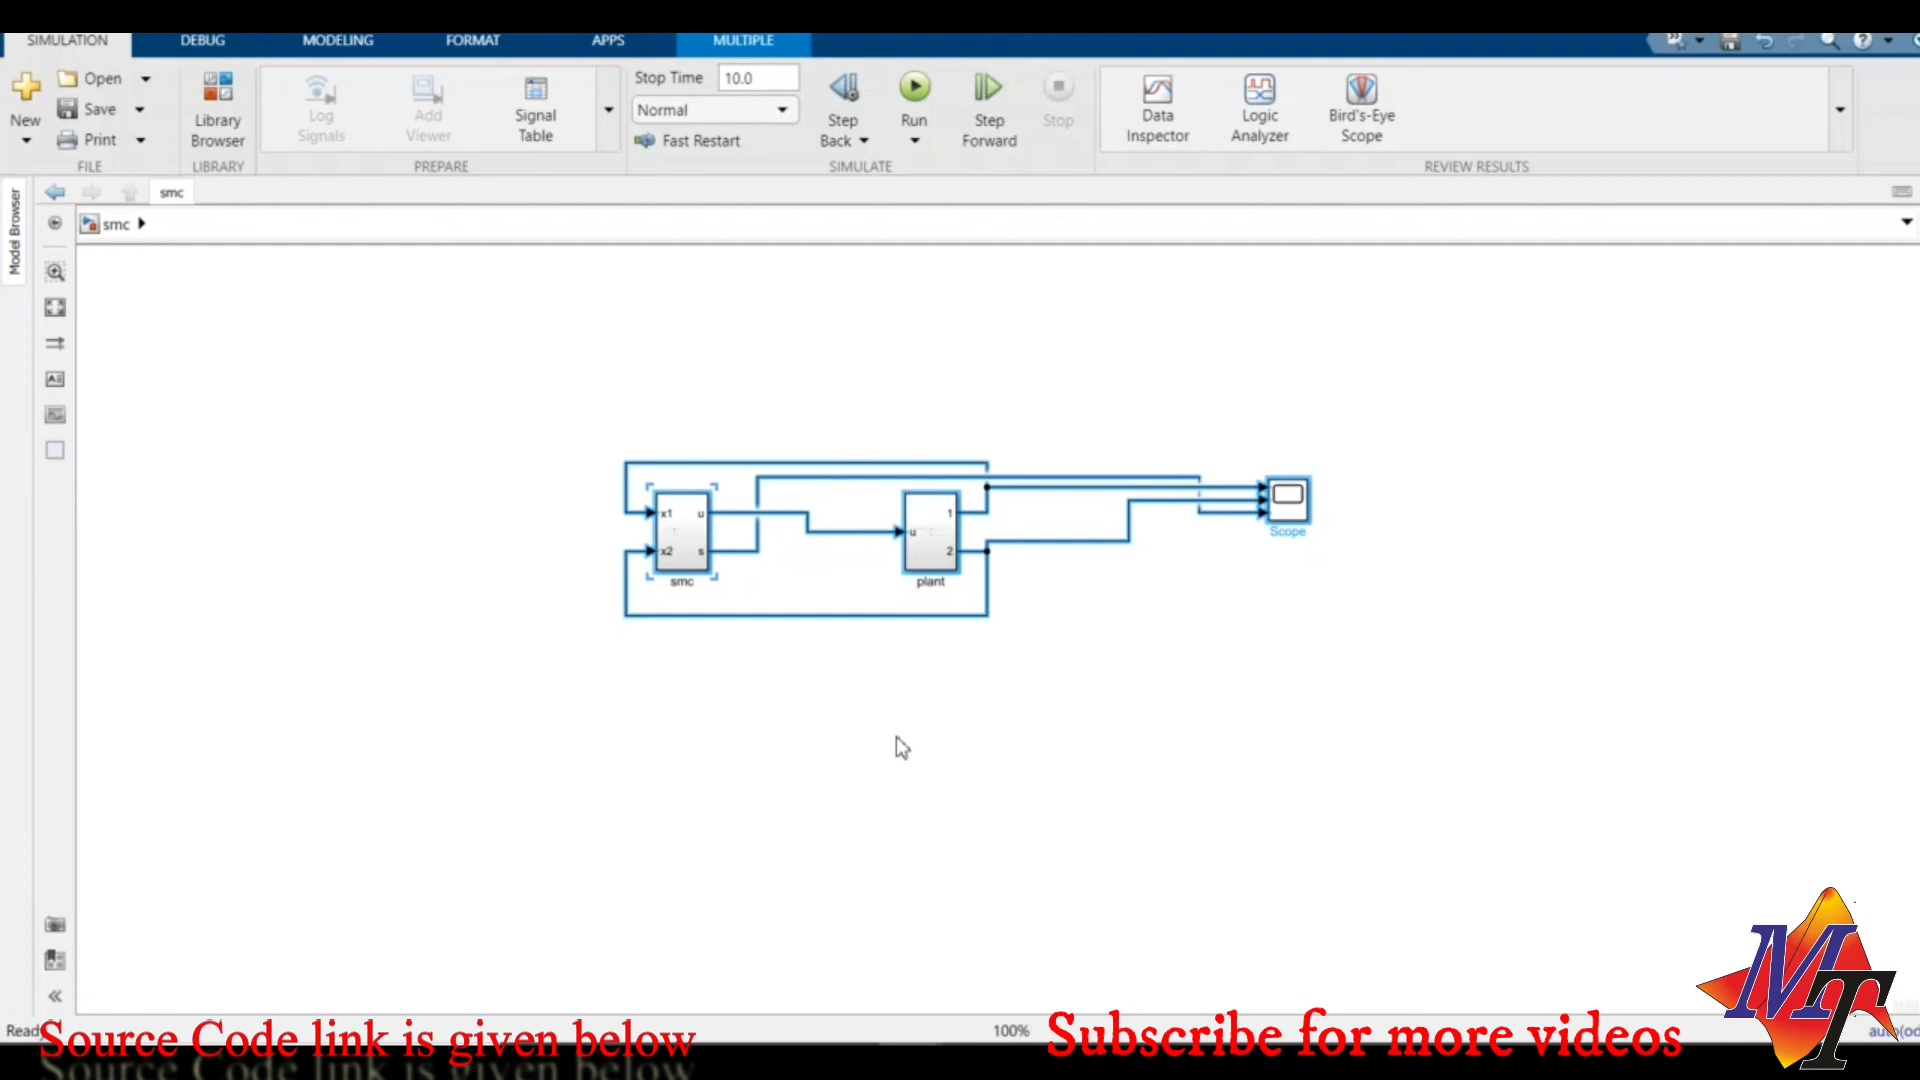 SIMULATION DEBUG MODELING FORMAT APPS MULTIPLE
New Open Save Print
Library Browser
Log Signals
Add Viewer
Signal Table
Stop Time 10.0
Normal
Fast Restart
Step Back
Run
Step Forward
Stop
Data Inspector
Logic Analyzer
Bird's-Eye Scope
FILE LIBRARY PREPARE SIMULATE REVIEW RESULTS
Model Browser
smc
smc
x1 u
x2 s
smc
1
u
2
plant
Scope
Ready
100%
Source Code link is given below
Subscribe for more videos
MT